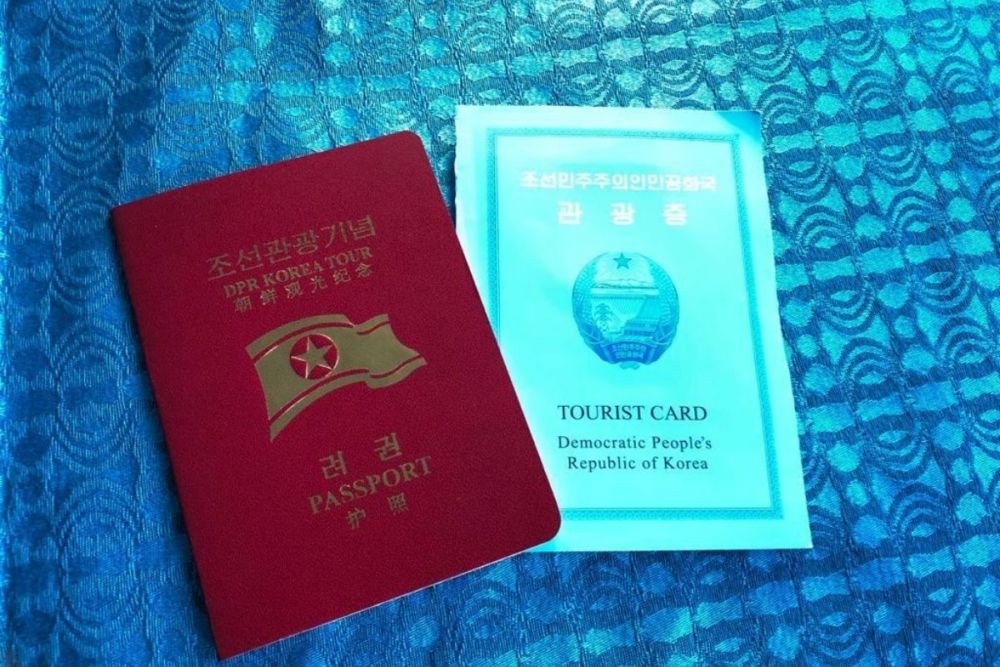 조선관광기념
DPR KOREA TOUR
朝鲜观光纪念
려권
PASSPORT
护照
조선민주주의인민공화국
관광증
TOURIST CARD
Democratic People's
Republic of Korea